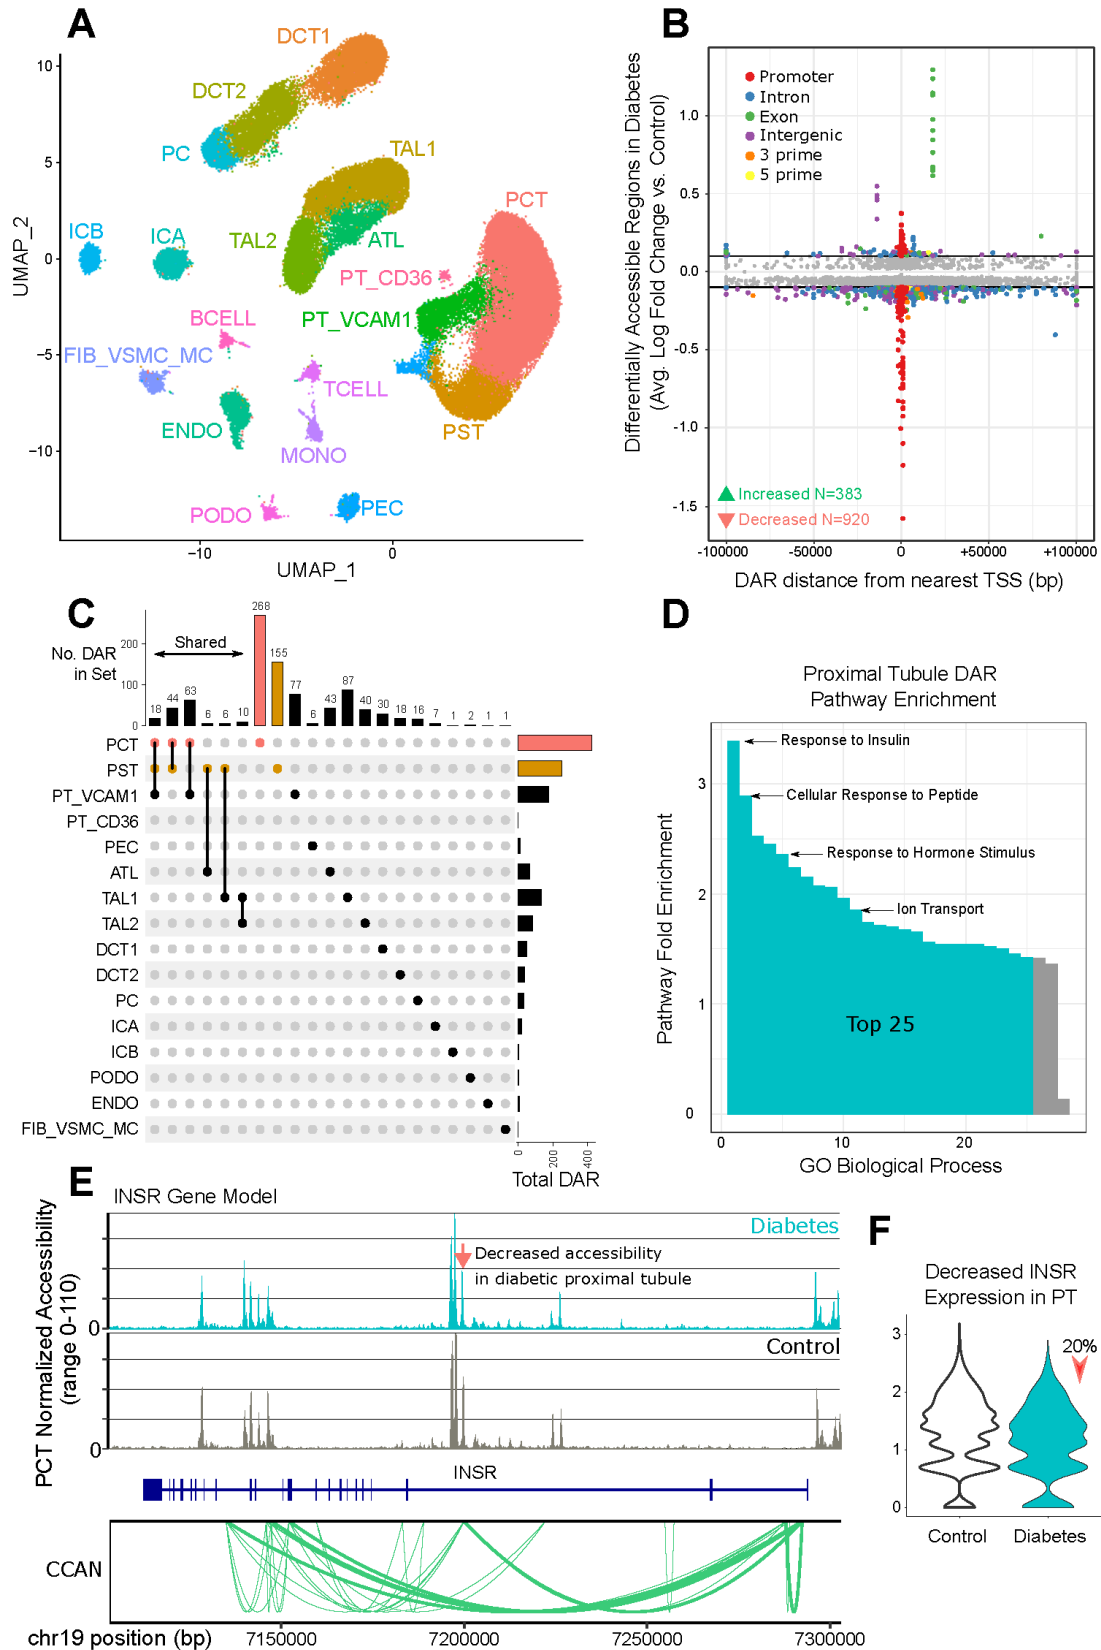 A
DCT1
DCT2
PC
TAL1
PCT
ICB
ICA
TAL2
ATL
PT_CD36
PT_VCAM1
BCELL
FIB_VSMC_MC
TCELL
ENDO
PST
MONO
PODO
PEC
10
5
0
−5
−10
UMAP_2
−10
0
UMAP_1
B
Promoter
Intron
Exon
Intergenic
3 prime
5 prime
Increased N=383
Decreased N=920
Differentially Accessible Regions in Diabetes
(Avg. Log Fold Change vs. Control)
1.0
0.5
0.0
-0.5
-1.0
-1.5
-100000
-50000
0
+50000
+100000
DAR distance from nearest TSS (bp)
C
No. DAR
in Set
200
100
0
Shared
18
44
63
6
6
10
268
155
77
6
43
87
40
30
18
16
7
1
2
1
1
PCT
PST
PT_VCAM1
PT_CD36
PEC
ATL
TAL1
TAL2
DCT1
DCT2
PC
ICA
ICB
PODO
ENDO
FIB_VSMC_MC
0
200
400
Total DAR
D
Proximal Tubule DAR
Pathway Enrichment
Response to Insulin
Cellular Response to Peptide
Response to Hormone Stimulus
Ion Transport
Top 25
Pathway Fold Enrichment
3
2
1
0
0
10
20
GO Biological Process
E
INSR Gene Model
PCT Normalized Accessibility
(range 0-110)
Diabetes
Decreased accessibility
in diabetic proximal tubule
0
Control
0
INSR
CCAN
chr19 position (bp)
7150000
7200000
7250000
7300000
F
Decreased INSR
Expression in PT
20%
3
2
1
0
Control
Diabetes